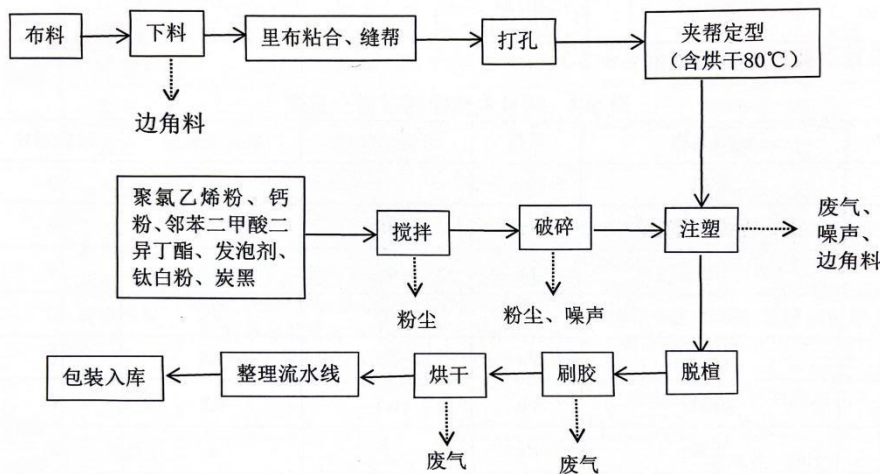 布料
下料
里布粘合、缝帮
打孔
夹帮定型
（含烘干80℃）
边角料
聚氯乙烯粉、钙
粉、邻苯二甲酸二
异丁酯、发泡剂、
钛白粉、炭黑
搅拌
破碎
注塑
废气、
噪声、
边角料
粉尘
粉尘、噪声
包装入库
整理流水线
烘干
刷胶
脱楦
废气
废气